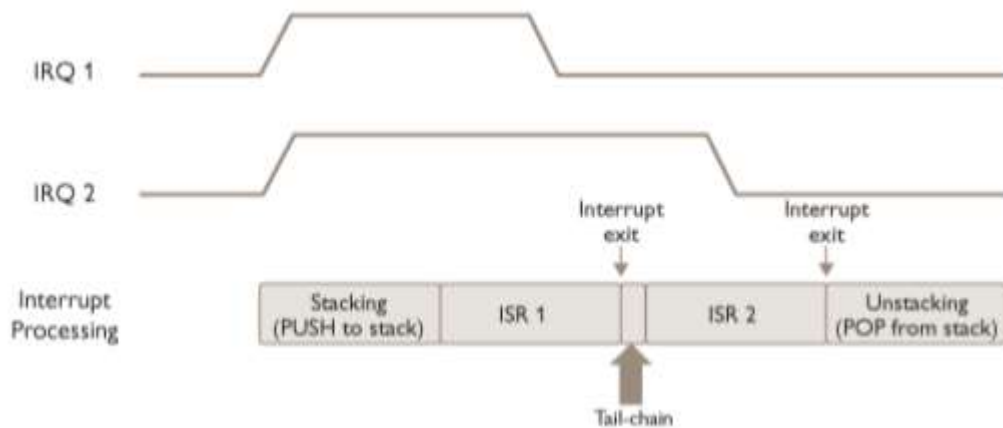 IRQ 1
IRQ 2
Interrupt
exit
Interrupt
exit
Interrupt
Processing
Stacking
(PUSH to stack)
ISR 1
ISR 2
Unstacking
(POP from stack)
Tail-chain